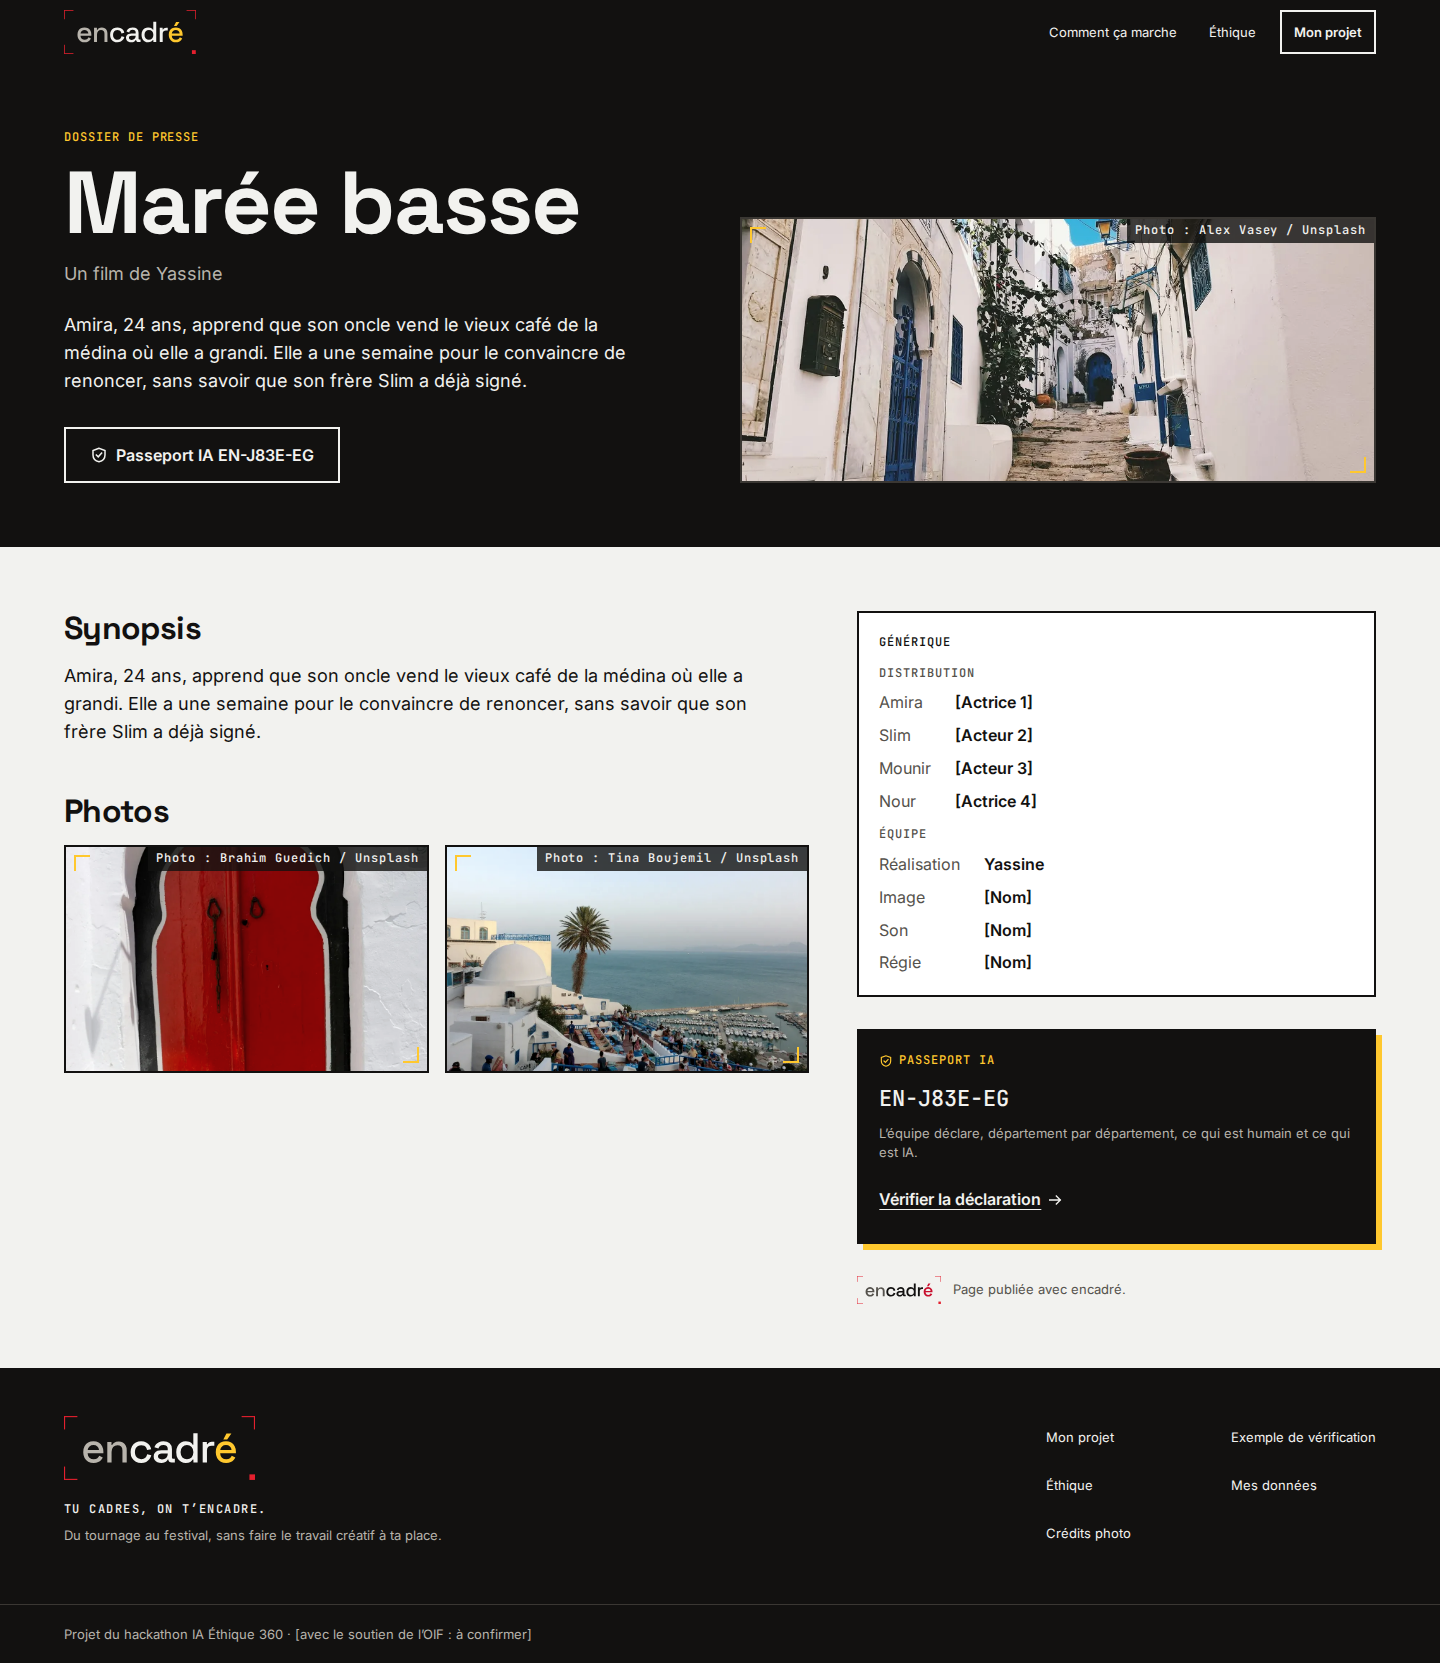 encadré
Comment ça marche
Éthique
Mon projet
DOSSIER DE PRESSE
Marée basse
Un film de Yassine
Amira, 24 ans, apprend que son oncle vend le vieux café de la
médina où elle a grandi. Elle a une semaine pour le convaincre de
renoncer, sans savoir que son frère Slim a déjà signé.
Passeport IA EN-J83E-EG
Photo : Alex Vasey / Unsplash
9
Synopsis
Amira, 24 ans, apprend que son oncle vend le vieux café de la médina où elle a
grandi. Elle a une semaine pour le convaincre de renoncer, sans savoir que son
frère Slim a déjà signé.
Photos
Photo : Brahim Guedich / Unsplash
Photo : Tina Boujemil / Unsplash
GÉNÉRIQUE
DISTRIBUTION
Amira [Actrice 1]
Slim [Acteur 2]
Mounir [Acteur 3]
Nour [Actrice 4]
ÉQUIPE
Réalisation Yassine
Image [Nom]
Son [Nom]
Régie [Nom]
PASSEPORT IA
EN-J83E-EG
L’équipe déclare, département par département, ce qui est humain et ce qui
est IA.
Vérifier la déclaration →
encadré
Page publiée avec encadré.
encadré
TU CADRES, ON T’ENCADRE.
Du tournage au festival, sans faire le travail créatif à ta place.
Mon projet
Exemple de vérification
Éthique
Mes données
Crédits photo
Projet du hackathon IA Éthique 360 · [avec le soutien de l’OIF : à confirmer]